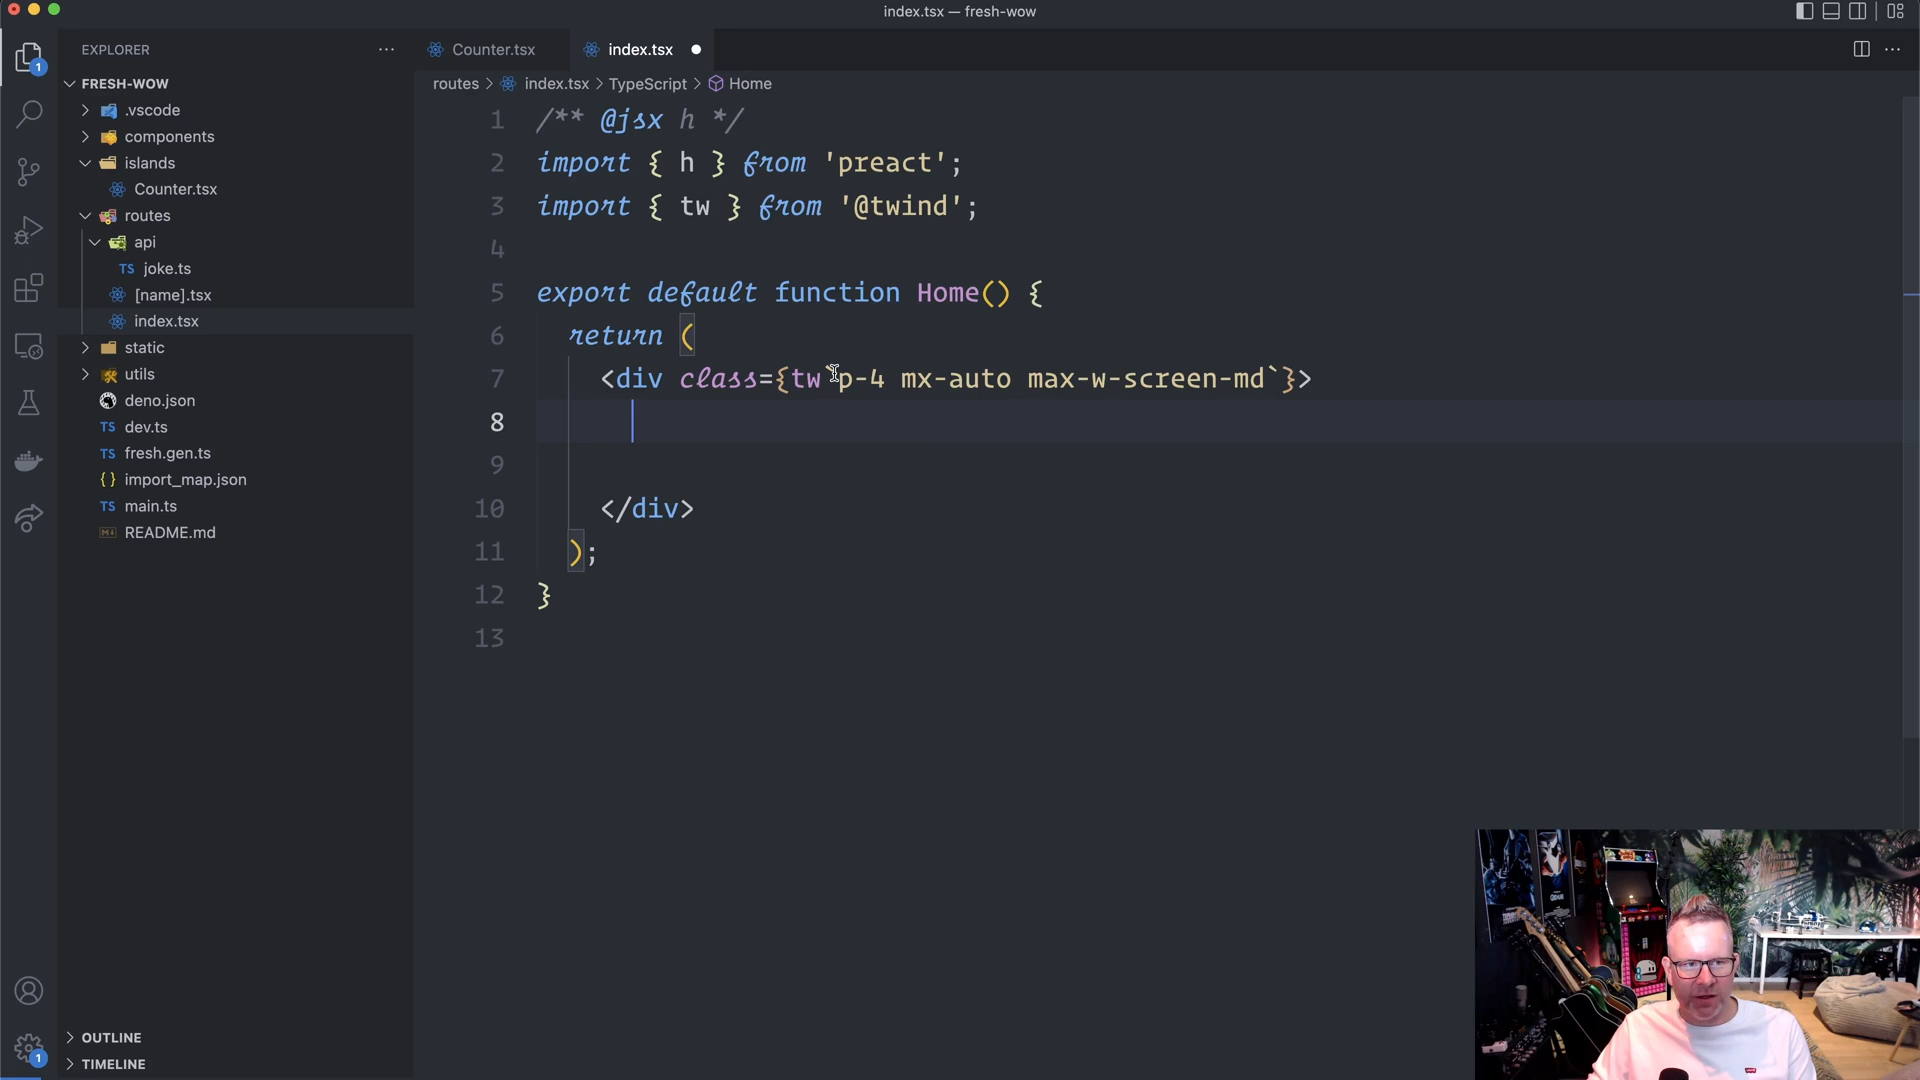 index.tsx — fresh-wow
EXPLORER
Counter.tsx
index.tsx
routes > index.tsx > TypeScript > Home
FRESH-WOW
.vscode
components
islands
Counter.tsx
routes
api
TS joke.ts
[name].tsx
index.tsx
static
utils
deno.json
TS dev.ts
TS fresh.gen.ts
{} import_map.json
TS main.ts
README.md
OUTLINE
TIMELINE
1
1
1 /** @jsx h */
2 import { h } from 'preact';
3 import { tw } from '@twind';
4
5 export default function Home() {
6 return (
7 <div class={tw`p-4 mx-auto max-w-screen-md`}>
8
9
10 </div>
11 );
12 }
13